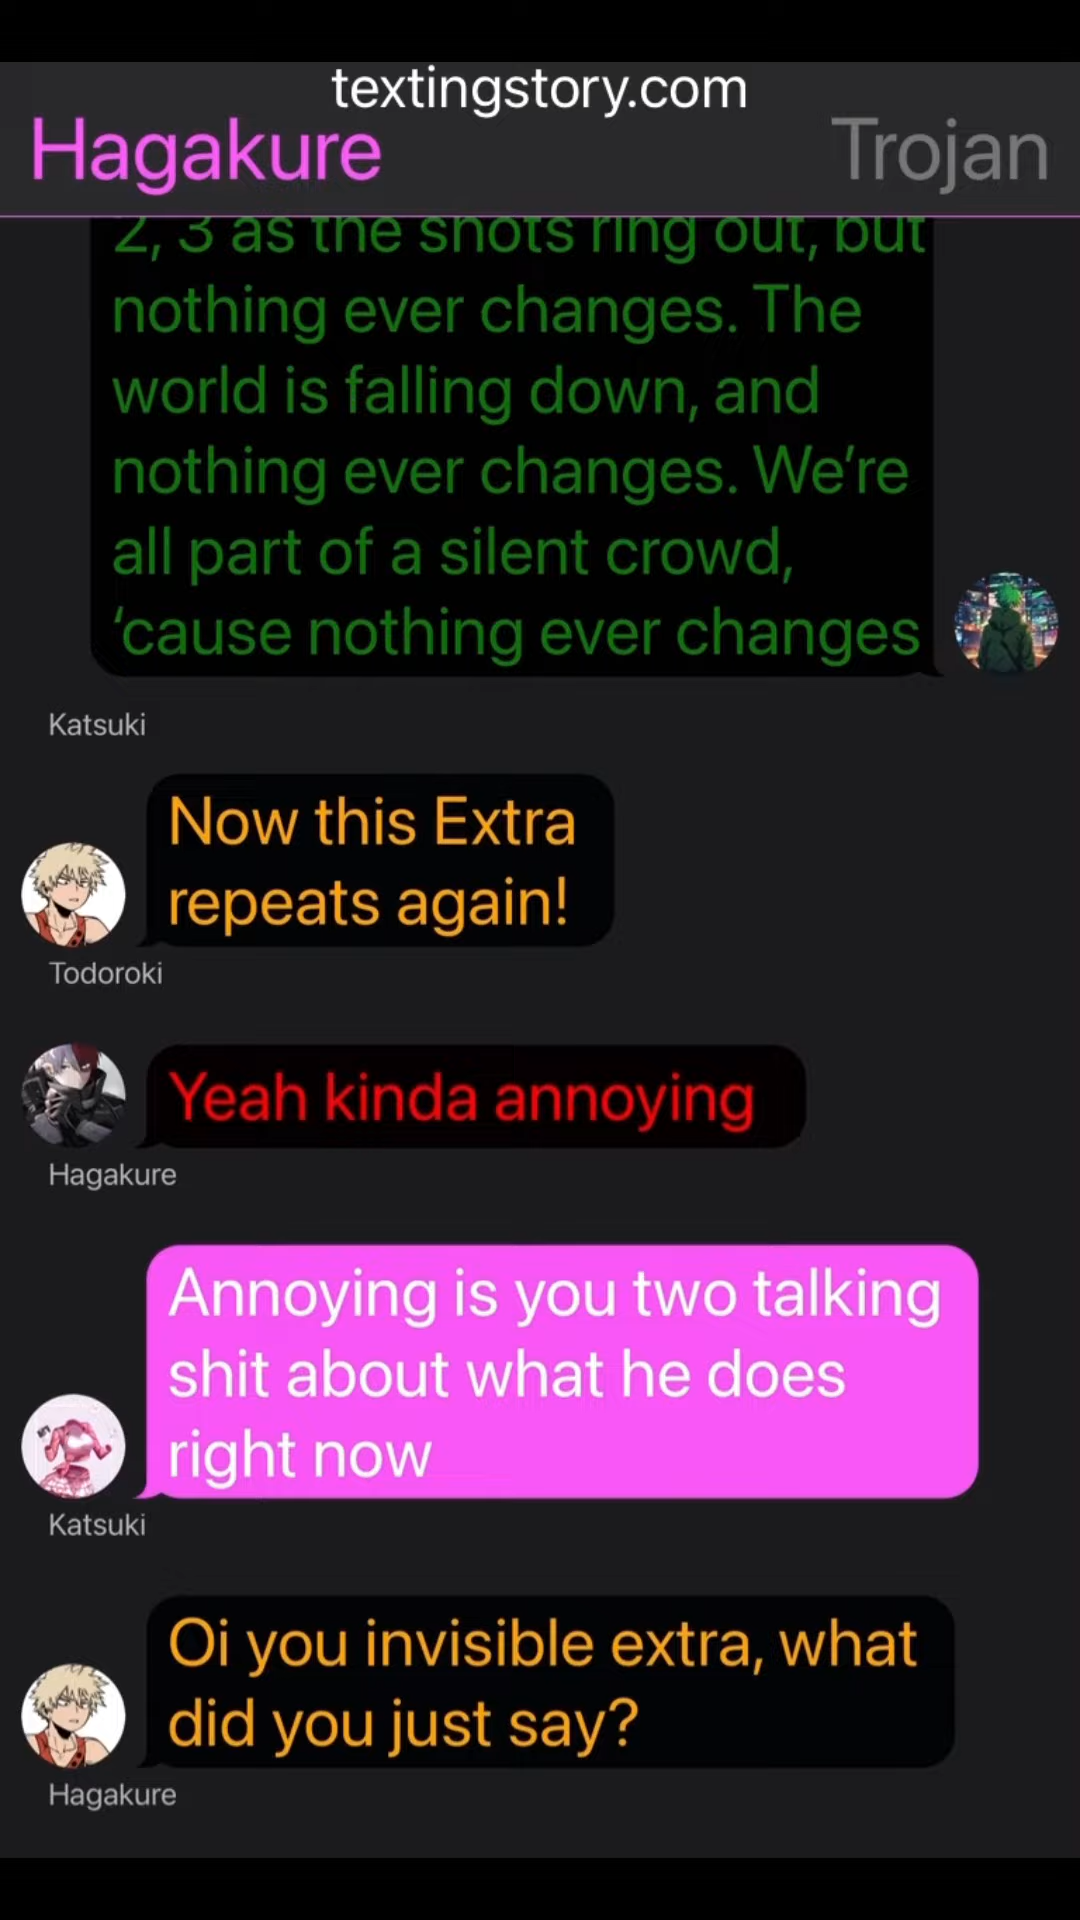 textingstory.com
Hagakure
Trojan
2, 3 as the shots ring out, but
nothing ever changes. The
world is falling down, and
nothing ever changes. We’re
all part of a silent crowd,
‘cause nothing ever changes
Katsuki
Now this Extra
repeats again!
Todoroki
Yeah kinda annoying
Hagakure
Annoying is you two talking
shit about what he does
right now
Katsuki
Oi you invisible extra, what
did you just say?
Hagakure